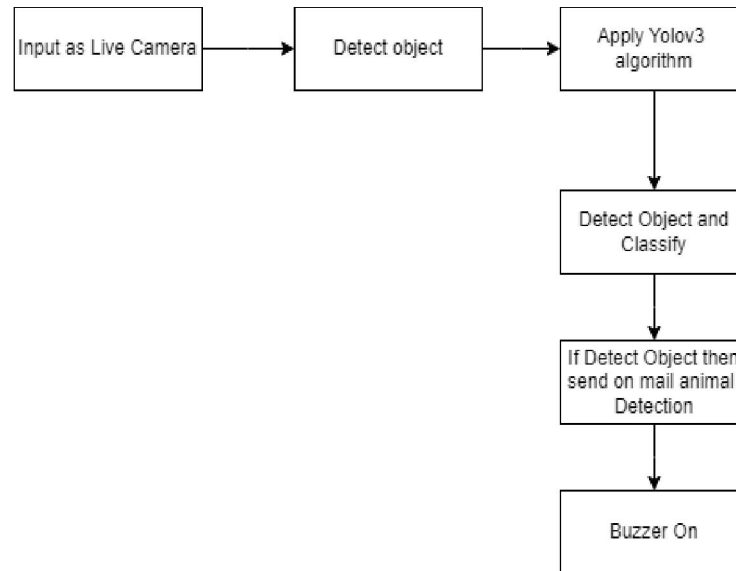 Input as Live Camera
Detect object
Apply Yolov3
algorithm
Detect Object and
Classify
If Detect Object then
send on mail animal
Detection
Buzzer On